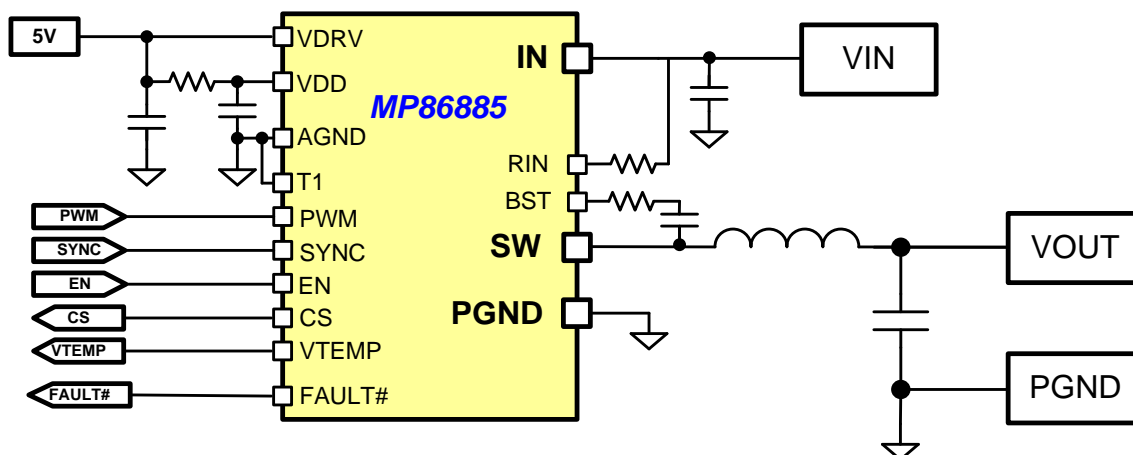 5V
VDRV
VDD
AGND
T1
PWM
PWM
SYNC
SYNC
EN
EN
CS
CS
VTEMP
VTEMP
FAULT#
FAULT#
MP86885
IN
RIN
BST
SW
PGND
VIN
VOUT
PGND